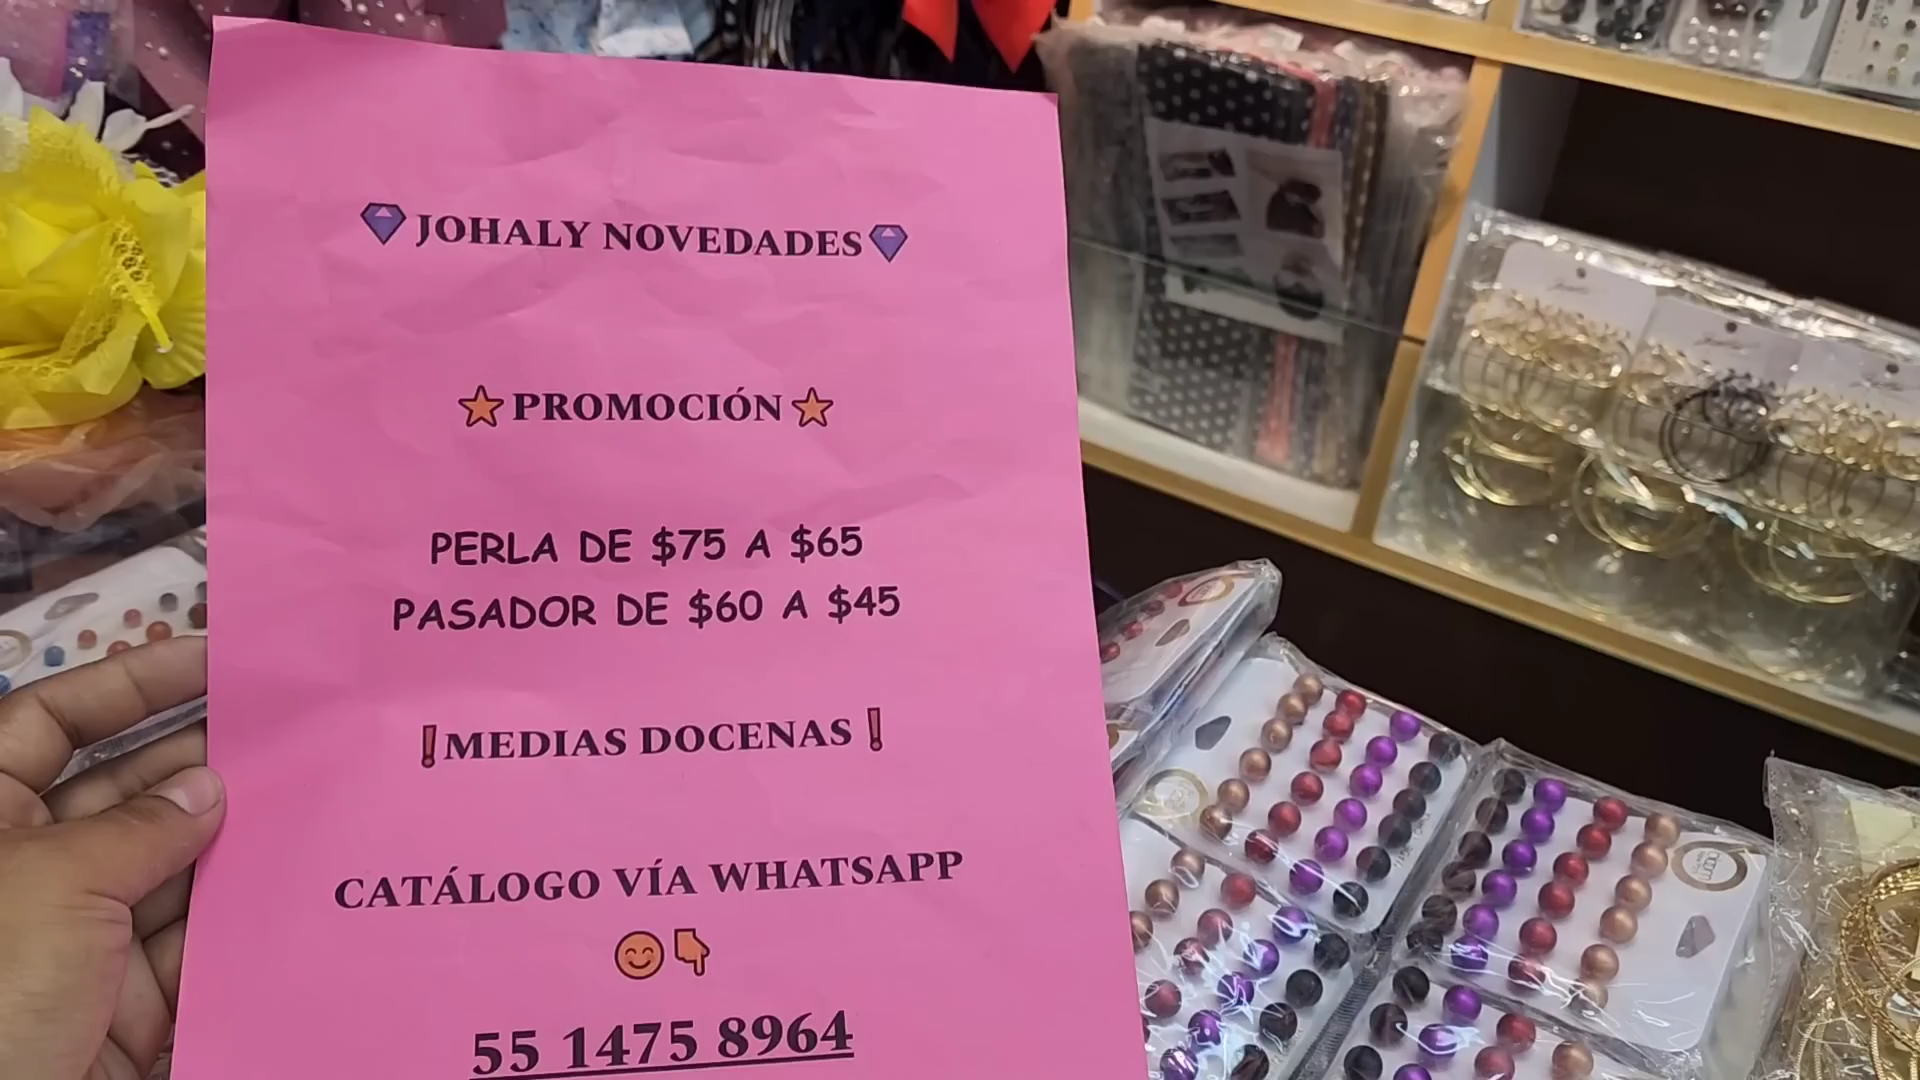 💎JOHALY NOVEDADES💎
⭐PROMOCIÓN⭐
PERLA DE $75 A $65
PASADOR DE $60 A $45
❗MEDIAS DOCENAS❗
CATÁLOGO VÍA WHATSAPP
😊👇
55 1475 8964